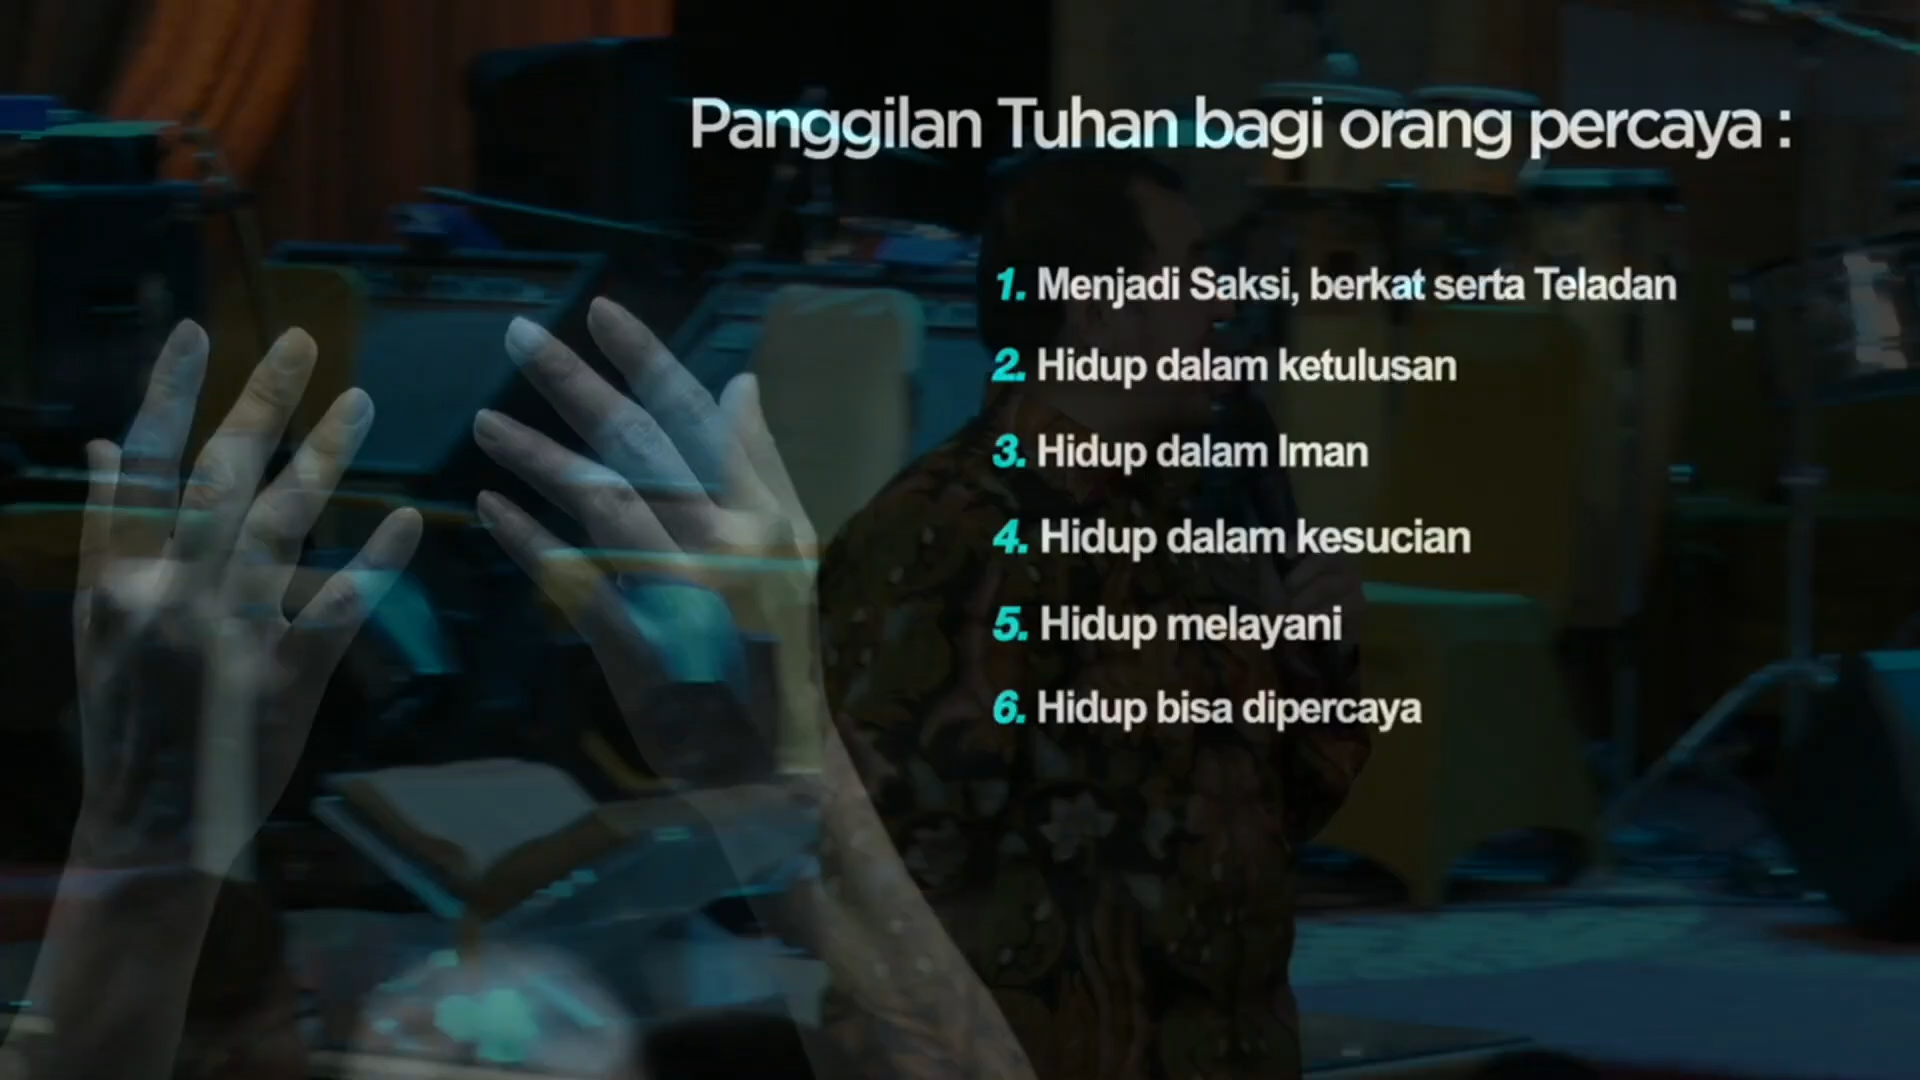 Panggilan Tuhan bagi orang percaya :
1. Menjadi Saksi, berkat serta Teladan
2. Hidup dalam ketulusan
3. Hidup dalam Iman
4. Hidup dalam kesucian
5. Hidup melayani
6. Hidup bisa dipercaya